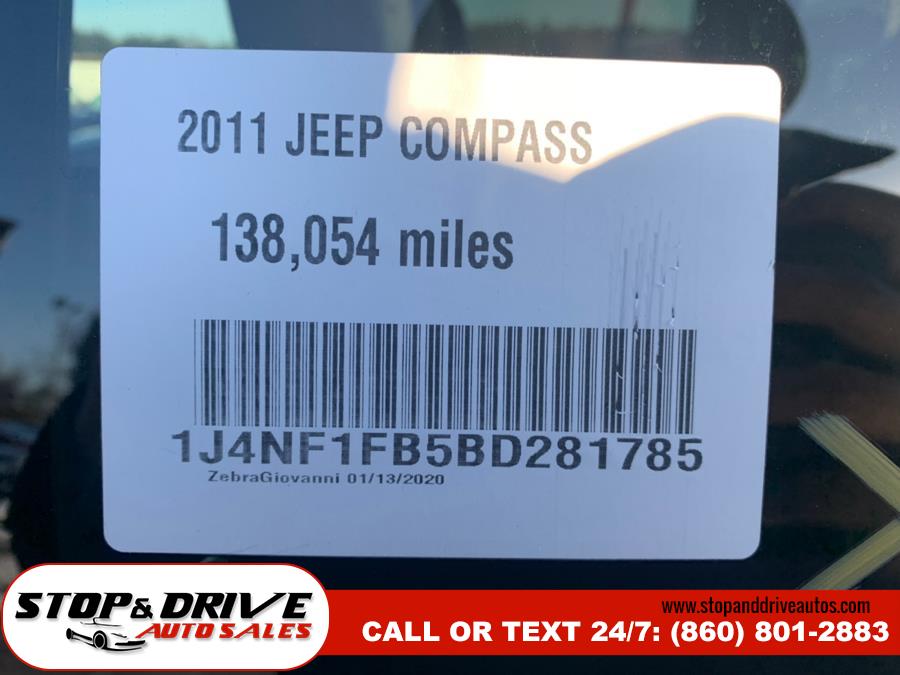 2011 JEEP COMPASS
138,054 miles
1J4NF1FB5BD281785
ZebraGiovanni 01/13/2020
STOP & DRIVE
AUTO SALES
www.stopanddriveautos.com
CALL OR TEXT 24/7: (860) 801-2883